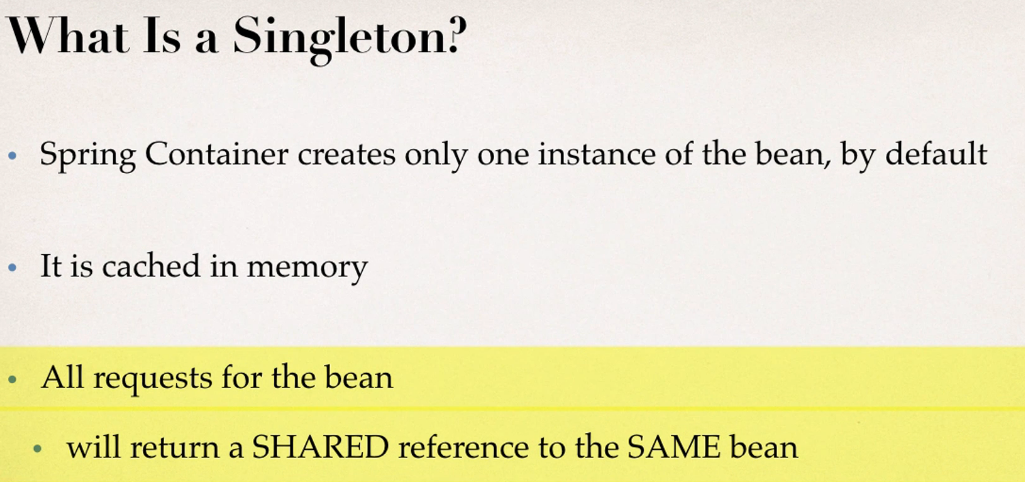 What Is a Singleton?
• Spring Container creates only one instance of the bean, by default
• It is cached in memory
• All requests for the bean
• will return a SHARED reference to the SAME bean